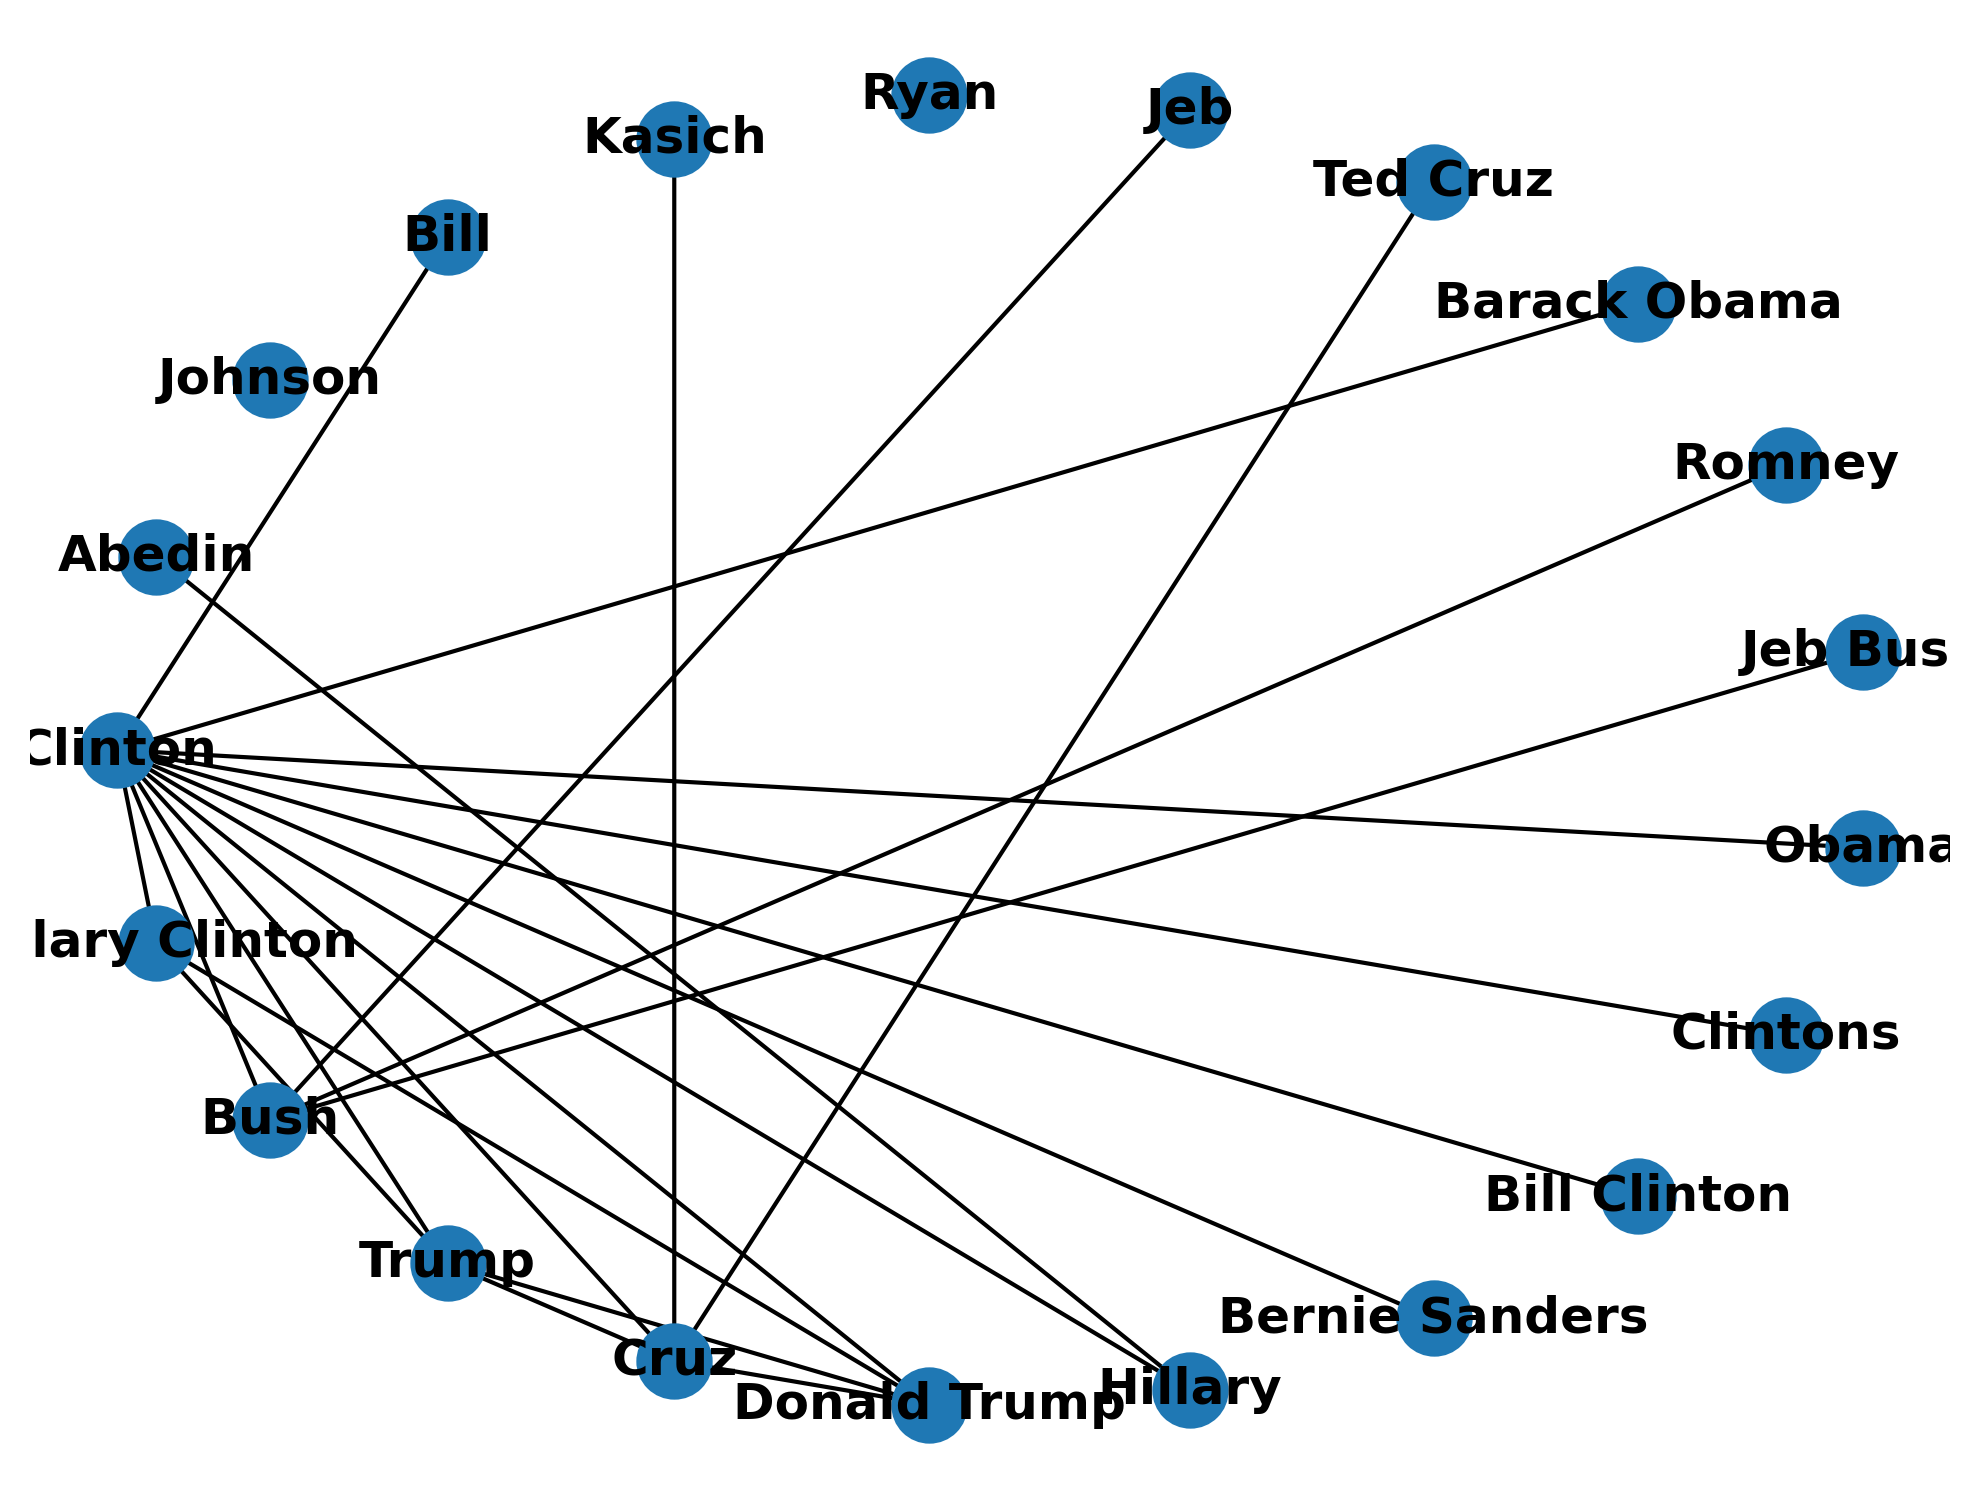 Ryan
Jeb
Kasich
Ted Cruz
Bill
Barack Obama
Johnson
Romney
Abedin
Jeb Bus
Clinton
Obama
lary Clinton
Clintons
Bush
Bill Clinton
Trump
Bernie Sanders
Cruz
Hillary
Donald Trump